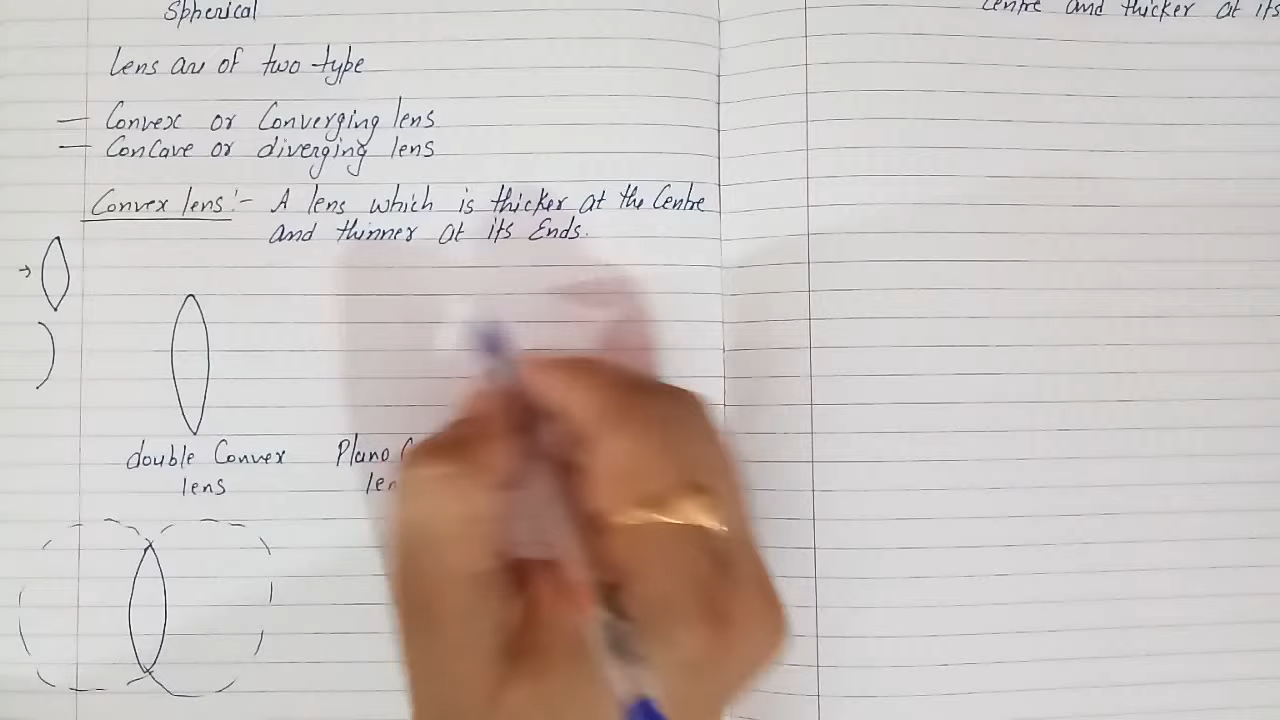 Spherical
Lens are of two type
— Convex or Converging lens
— Concave or diverging lens
Convex lens:- A lens which is thicker at the Centre
and thinner at its Ends.
double Convex
lens
Plano
Centre and thicker at its